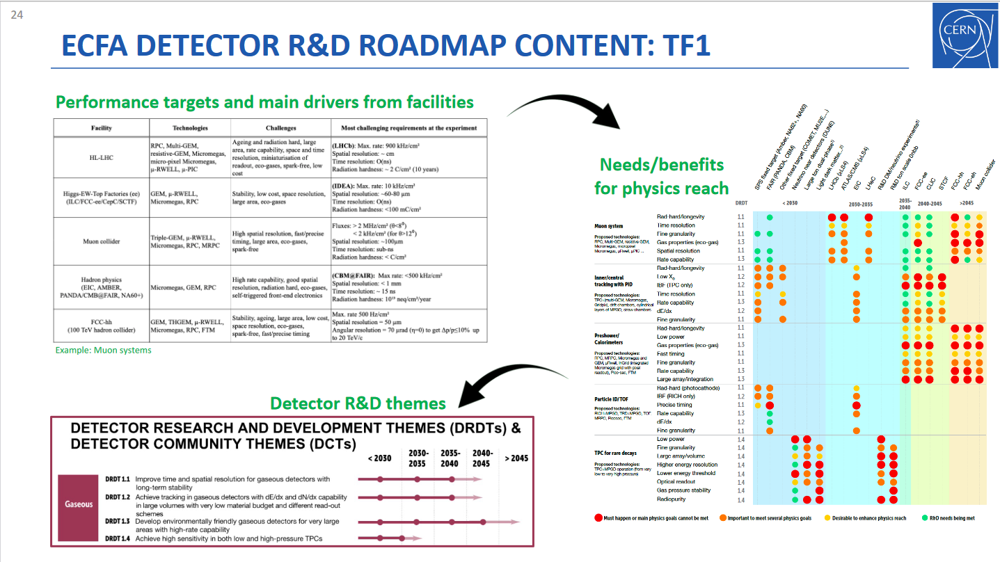 24
ECFA DETECTOR R&D ROADMAP CONTENT: TF1
CERN
Performance targets and main drivers from facilities
Facility Technologies Challenges Most challenging requirements at the experiment
HL-LHC
RPC, Multi-GEM,
resistive-GEM, Micromegas,
micro-pixel Micromegas,
μ-RWELL, μ-PIC
Ageing and radiation hard, large
area, rate capability, space and time
resolution, miniaturisation of
readout, eco-gases, spark-free, low
cost
(LHCb): Max. rate: 900 kHz/cm²
Spatial resolution: ~ cm
Time resolution: O(ns)
Radiation hardness: ~ 2 C/cm² (10 years)
Higgs-EW-Top Factories (ee)
(ILC/FCC-ee/CepC/SCTF)
GEM, μ-RWELL,
Micromegas, RPC
Stability, low cost, space resolution,
large area, eco-gases
(IDEA): Max. rate: 10 kHz/cm²
Spatial resolution: ~60-80 μm
Time resolution: O(ns)
Radiation hardness: <100 mC/cm²
Muon collider
Triple-GEM, μ-RWELL,
Micromegas, RPC, MRPC
High spatial resolution, fast/precise
timing, large area, eco-gases,
spark-free
Fluxes: > 2 MHz/cm² (θ<8⁰)
< 2 kHz/cm² (for θ>12⁰)
Spatial resolution: ~100μm
Time resolution: sub-ns
Radiation hardness: < C/cm²
Hadron physics
(EIC, AMBER,
PANDA/CMB@FAIR, NA60+)
Micromegas, GEM, RPC
High rate capability, good spatial
resolution, radiation hard, eco-gases,
self-triggered front-end electronics
(CBM@FAIR): Max rate: <500 kHz/cm²
Spatial resolution: < 1 mm
Time resolution: ~ 15 ns
Radiation hardness: 10¹³ neq/cm²/year
FCC-hh
(100 TeV hadron collider)
GEM, THGEM, μ-RWELL,
Micromegas, RPC, FTM
Stability, ageing, large area, low cost,
space resolution, eco-gases,
spark-free, fast/precise timing
Max. rate 500 Hz/cm²
Spatial resolution = 50 μm
Angular resolution = 70 μrad (η=0) to get Δp/p≤10% up
to 20 TeV/c
Example: Muon systems
Needs/benefits
for physics reach
SPS fixed target (Amber, NA62+, NA60)
FAIR (PANDA, CBM)
Other fixed target (COMET, MU2E,...)
Neutrino near detectors (DUNE)
Large ton dual-phase¹⁾
Light dark matter...²⁾
LHCb (≥LS4)
ATLAS/CMS (≥LS4)
EIC
LHeC
R&D DM/neutrino experiments³⁾
R&D ton scale 0nbb
ILC
FCC-ee
CLIC
STCF
FCC-hh
FCC-eh
Muon collider
DRDT < 2030 2030-2035 2035-
2040 2040-2045 >2045
Muon system
Proposed technologies:
RPC, Multi-GEM, resistive GEM,
Micromegas, micropixel
Micromegas, μRwell, μPIC ...
Rad-hard/longevity 1.1
Time resolution 1.1
Fine granularity 1.1
Gas properties (eco-gas) 1.3
Spatial resolution 1.1
Rate capability 1.3
Inner/central
tracking with PID
Proposed technologies:
TPC+(multi-GEM, Micromegas,
Gridpix), drift chambers, cylindrical
layers of MPGD, straw chambers
Rad-hard/longevity 1.1
Low X₀ 1.2
IBF (TPC only) 1.2
Time resolution 1.1
Rate capability 1.3
dE/dx 1.2
Fine granularity 1.1
Preshower/
Calorimeters
Proposed technologies:
RPC, MRPC, Micromegas and
GEM, μRwell, InGrid (integrated
Micromegas grid with pixel
readout), Pico-sec, FTM
Rad-hard/longevity 1.1
Low power 1.1
Gas properties (eco-gas) 1.3
Fast timing 1.1
Fine granularity 1.1
Rate capability 1.3
Large array/integration 1.3
Particle ID/TOF
Proposed technologies:
RICH+MPGD, TRD+MPGD, TOF:
MRPC, Picosec, FTM
Rad-hard (photocathode) 1.1
IBF (RICH only) 1.2
Precise timing 1.1
Rate capability 1.3
dE/dx 1.2
Fine granularity 1.1
TPC for rare decays
Proposed technologies:
TPC+MPGD operation (from very
low to very high pressure)
Low power 1.4
Fine granularity 1.4
Large array/volume 1.4
Higher energy resolution 1.4
Lower energy threshold 1.4
Optical readout 1.4
Gas pressure stability 1.4
Radiopurity 1.4
Must happen or main physics goals cannot be met
Important to meet several physics goals
Desirable to enhance physics reach
R&D needs being met
Detector R&D themes
DETECTOR RESEARCH AND DEVELOPMENT THEMES (DRDTs) &
DETECTOR COMMUNITY THEMES (DCTs)
< 2030 2030-
2035 2035-
2040 2040-
2045 > 2045
Gaseous
DRDT 1.1 Improve time and spatial resolution for gaseous detectors with
long-term stability
DRDT 1.2 Achieve tracking in gaseous detectors with dE/dx and dN/dx capability
in large volumes with very low material budget and different read-out
schemes
DRDT 1.3 Develop environmentally friendly gaseous detectors for very large
areas with high-rate capability
DRDT 1.4 Achieve high sensitivity in both low and high-pressure TPCs